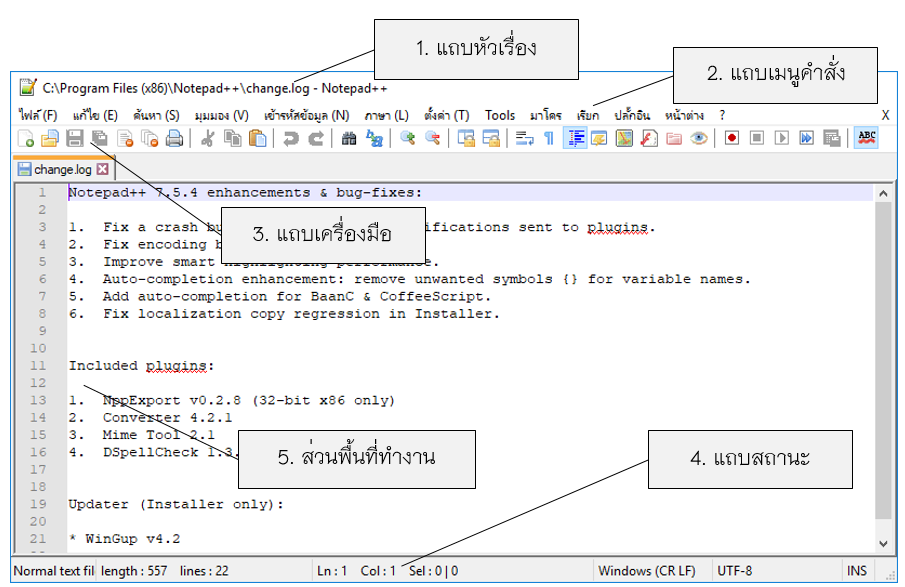 1. แถบหัวเรื่อง
C:\Program Files (x86)\Notepad++\change.log - Notepad++
2. แถบเมนูคำสั่ง
ไฟล์ (F) แก้ไข (E) ค้นหา (S) มุมมอง (V) เข้ารหัสข้อมูล (N) ภาษา (L) ตั้งค่า (T) Tools มาโคร เรียก ปลั๊กอิน หน้าต่าง ? X
ABC
change.log
1 Notepad++ 7.5.4 enhancements & bug-fixes:
2
3 1. Fix a crash bu ifications sent to plugins.
3. แถบเครื่องมือ
4 2. Fix encoding b
5 3. Improve smart
6 4. Auto-completion enhancement: remove unwanted symbols {} for variable names.
7 5. Add auto-completion for BaanC & CoffeeScript.
8 6. Fix localization copy regression in Installer.
9
10
11 Included plugins:
12
13 1. NppExport v0.2.8 (32-bit x86 only)
14 2. Converter 4.2.1
15 3. Mime Tool 2.1
16 4. DSpellCheck 1.3.
5. ส่วนพื้นที่ทำงาน
4. แถบสถานะ
17
18
19 Updater (Installer only):
20
21 * WinGup v4.2
Normal text fil length : 557 lines : 22 Ln : 1 Col : 1 Sel : 0 | 0 Windows (CR LF) UTF-8 INS